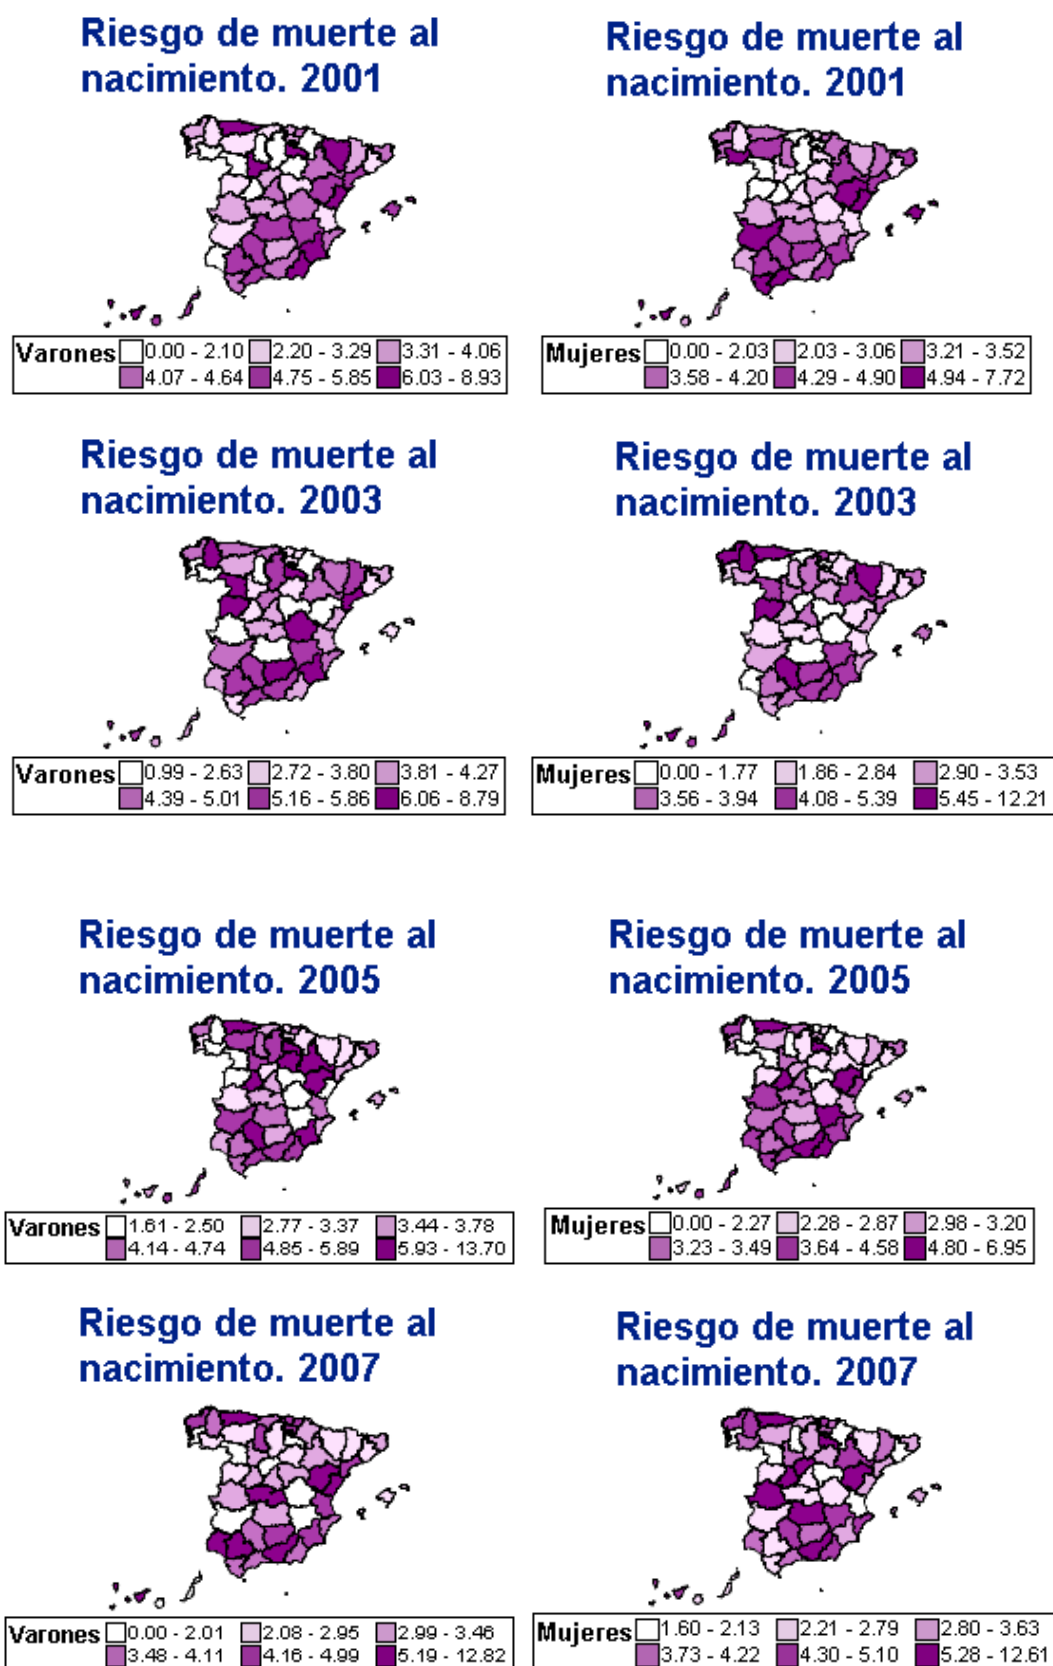 Riesgo de muerte al
nacimiento. 2001
Varones 0.00 - 2.10 2.20 - 3.29 3.31 - 4.06
4.07 - 4.64 4.75 - 5.85 6.03 - 8.93
Riesgo de muerte al
nacimiento. 2001
Mujeres 0.00 - 2.03 2.03 - 3.06 3.21 - 3.52
3.58 - 4.20 4.29 - 4.90 4.94 - 7.72
Riesgo de muerte al
nacimiento. 2003
Varones 0.99 - 2.63 2.72 - 3.80 3.81 - 4.27
4.39 - 5.01 5.16 - 5.86 6.06 - 8.79
Riesgo de muerte al
nacimiento. 2003
Mujeres 0.00 - 1.77 1.86 - 2.84 2.90 - 3.53
3.56 - 3.94 4.08 - 5.39 5.45 - 12.21
Riesgo de muerte al
nacimiento. 2005
Varones 1.61 - 2.50 2.77 - 3.37 3.44 - 3.78
4.14 - 4.74 4.85 - 5.89 5.93 - 13.70
Riesgo de muerte al
nacimiento. 2005
Mujeres 0.00 - 2.27 2.28 - 2.87 2.98 - 3.20
3.23 - 3.49 3.64 - 4.58 4.80 - 6.95
Riesgo de muerte al
nacimiento. 2007
Varones 0.00 - 2.01 2.08 - 2.95 2.99 - 3.46
3.48 - 4.11 4.16 - 4.99 5.19 - 12.82
Riesgo de muerte al
nacimiento. 2007
Mujeres 1.60 - 2.13 2.21 - 2.79 2.80 - 3.63
3.73 - 4.22 4.30 - 5.10 5.28 - 12.61